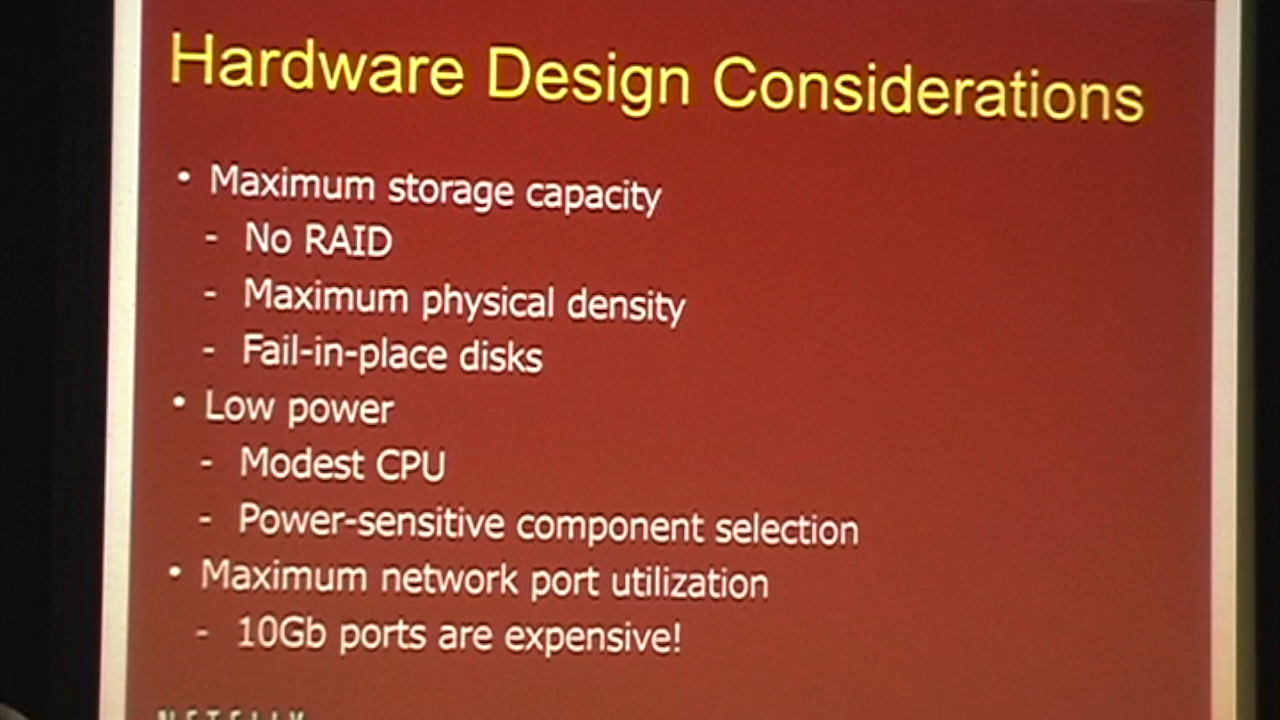 Hardware Design Considerations
• Maximum storage capacity
- No RAID
- Maximum physical density
- Fail-in-place disks
• Low power
- Modest CPU
- Power-sensitive component selection
• Maximum network port utilization
- 10Gb ports are expensive!
NETFLIX